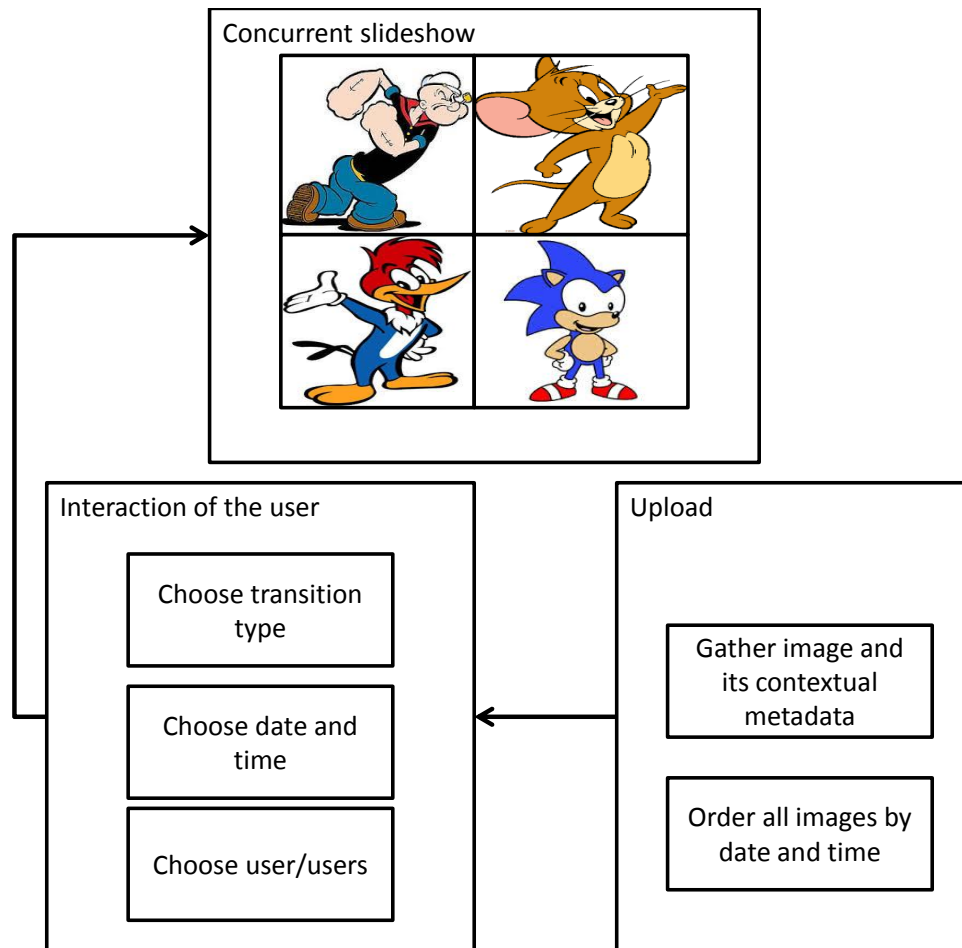 Concurrent slideshow
Interaction of the user
Choose transition
type
Choose date and
time
Choose user/users
Upload
Gather image and
its contextual
metadata
Order all images by
date and time